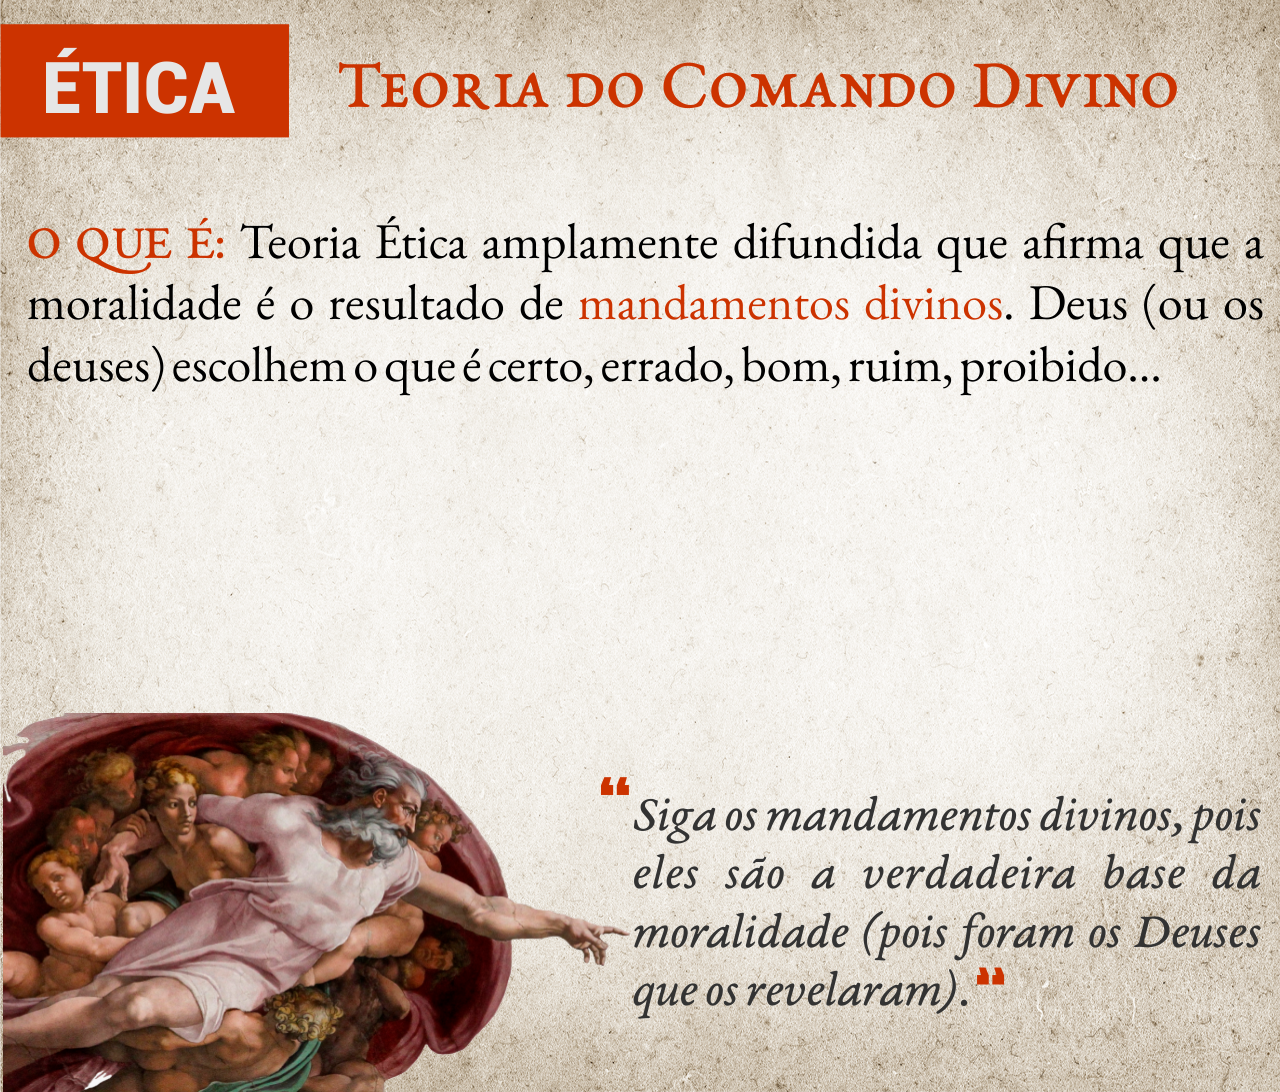 ÉTICA
Teoria do Comando Divino
O QUE É: Teoria Ética amplamente difundida que afirma que a
moralidade é o resultado de mandamentos divinos. Deus (ou os
deuses) escolhem o que é certo, errado, bom, ruim, proibido...
❝Siga os mandamentos divinos, pois
eles são a verdadeira base da
moralidade (pois foram os Deuses
que os revelaram).❞